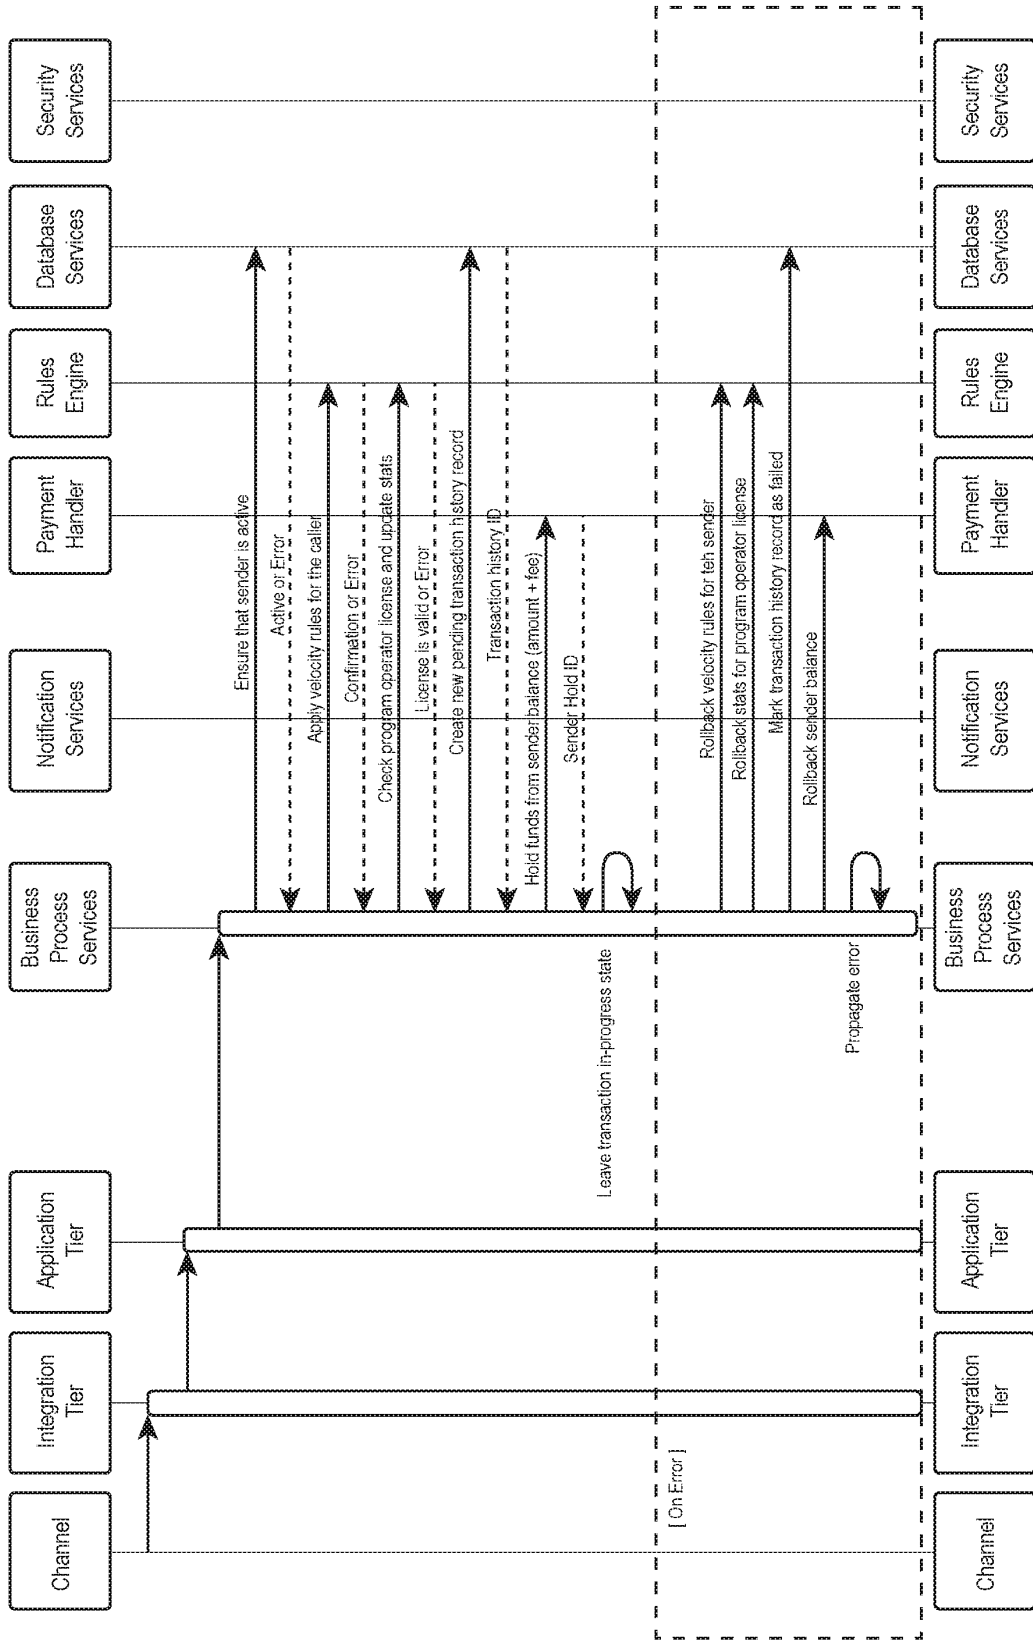 Channel
Integration
Tier
Application
Tier
Business
Process
Services
Notification
Services
Payment
Handler
Rules
Engine
Database
Services
Security
Services
Ensure that sender is active
Active or Error
Apply velocity rules for the caller
Confirmation or Error
Check program operator license and update stats
License is valid or Error
Create new pending transaction history record
Transaction history ID
Hold funds from sender balance (amount + fee)
Sender Hold ID
Leave transaction in-progress state
[ On Error ]
Rollback velocity rules for teh sender
Rollback stats for program operator license
Mark transaction history record as failed
Rollback sender balance
Propagate error
Channel
Integration
Tier
Application
Tier
Business
Process
Services
Notification
Services
Payment
Handler
Rules
Engine
Database
Services
Security
Services